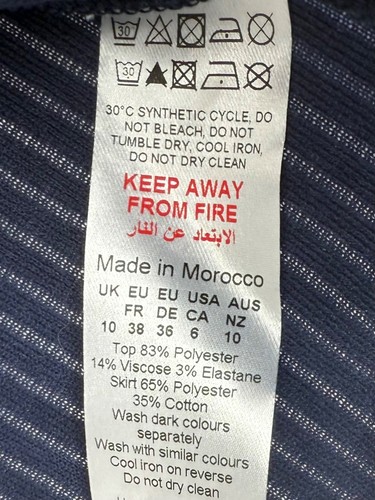 30
30
30°C SYNTHETIC CYCLE, DO
NOT BLEACH, DO NOT
TUMBLE DRY, COOL IRON,
DO NOT DRY CLEAN
KEEP AWAY
FROM FIRE
الابتعاد عن النار
Made in Morocco
UK EU EU USA AUS
FR DE CA NZ
10 38 36 6 10
Top 83% Polyester
14% Viscose 3% Elastane
Skirt 65% Polyester
35% Cotton
Wash dark colours
separately
Wash with similar colours
Cool iron on reverse
Do not dry clean